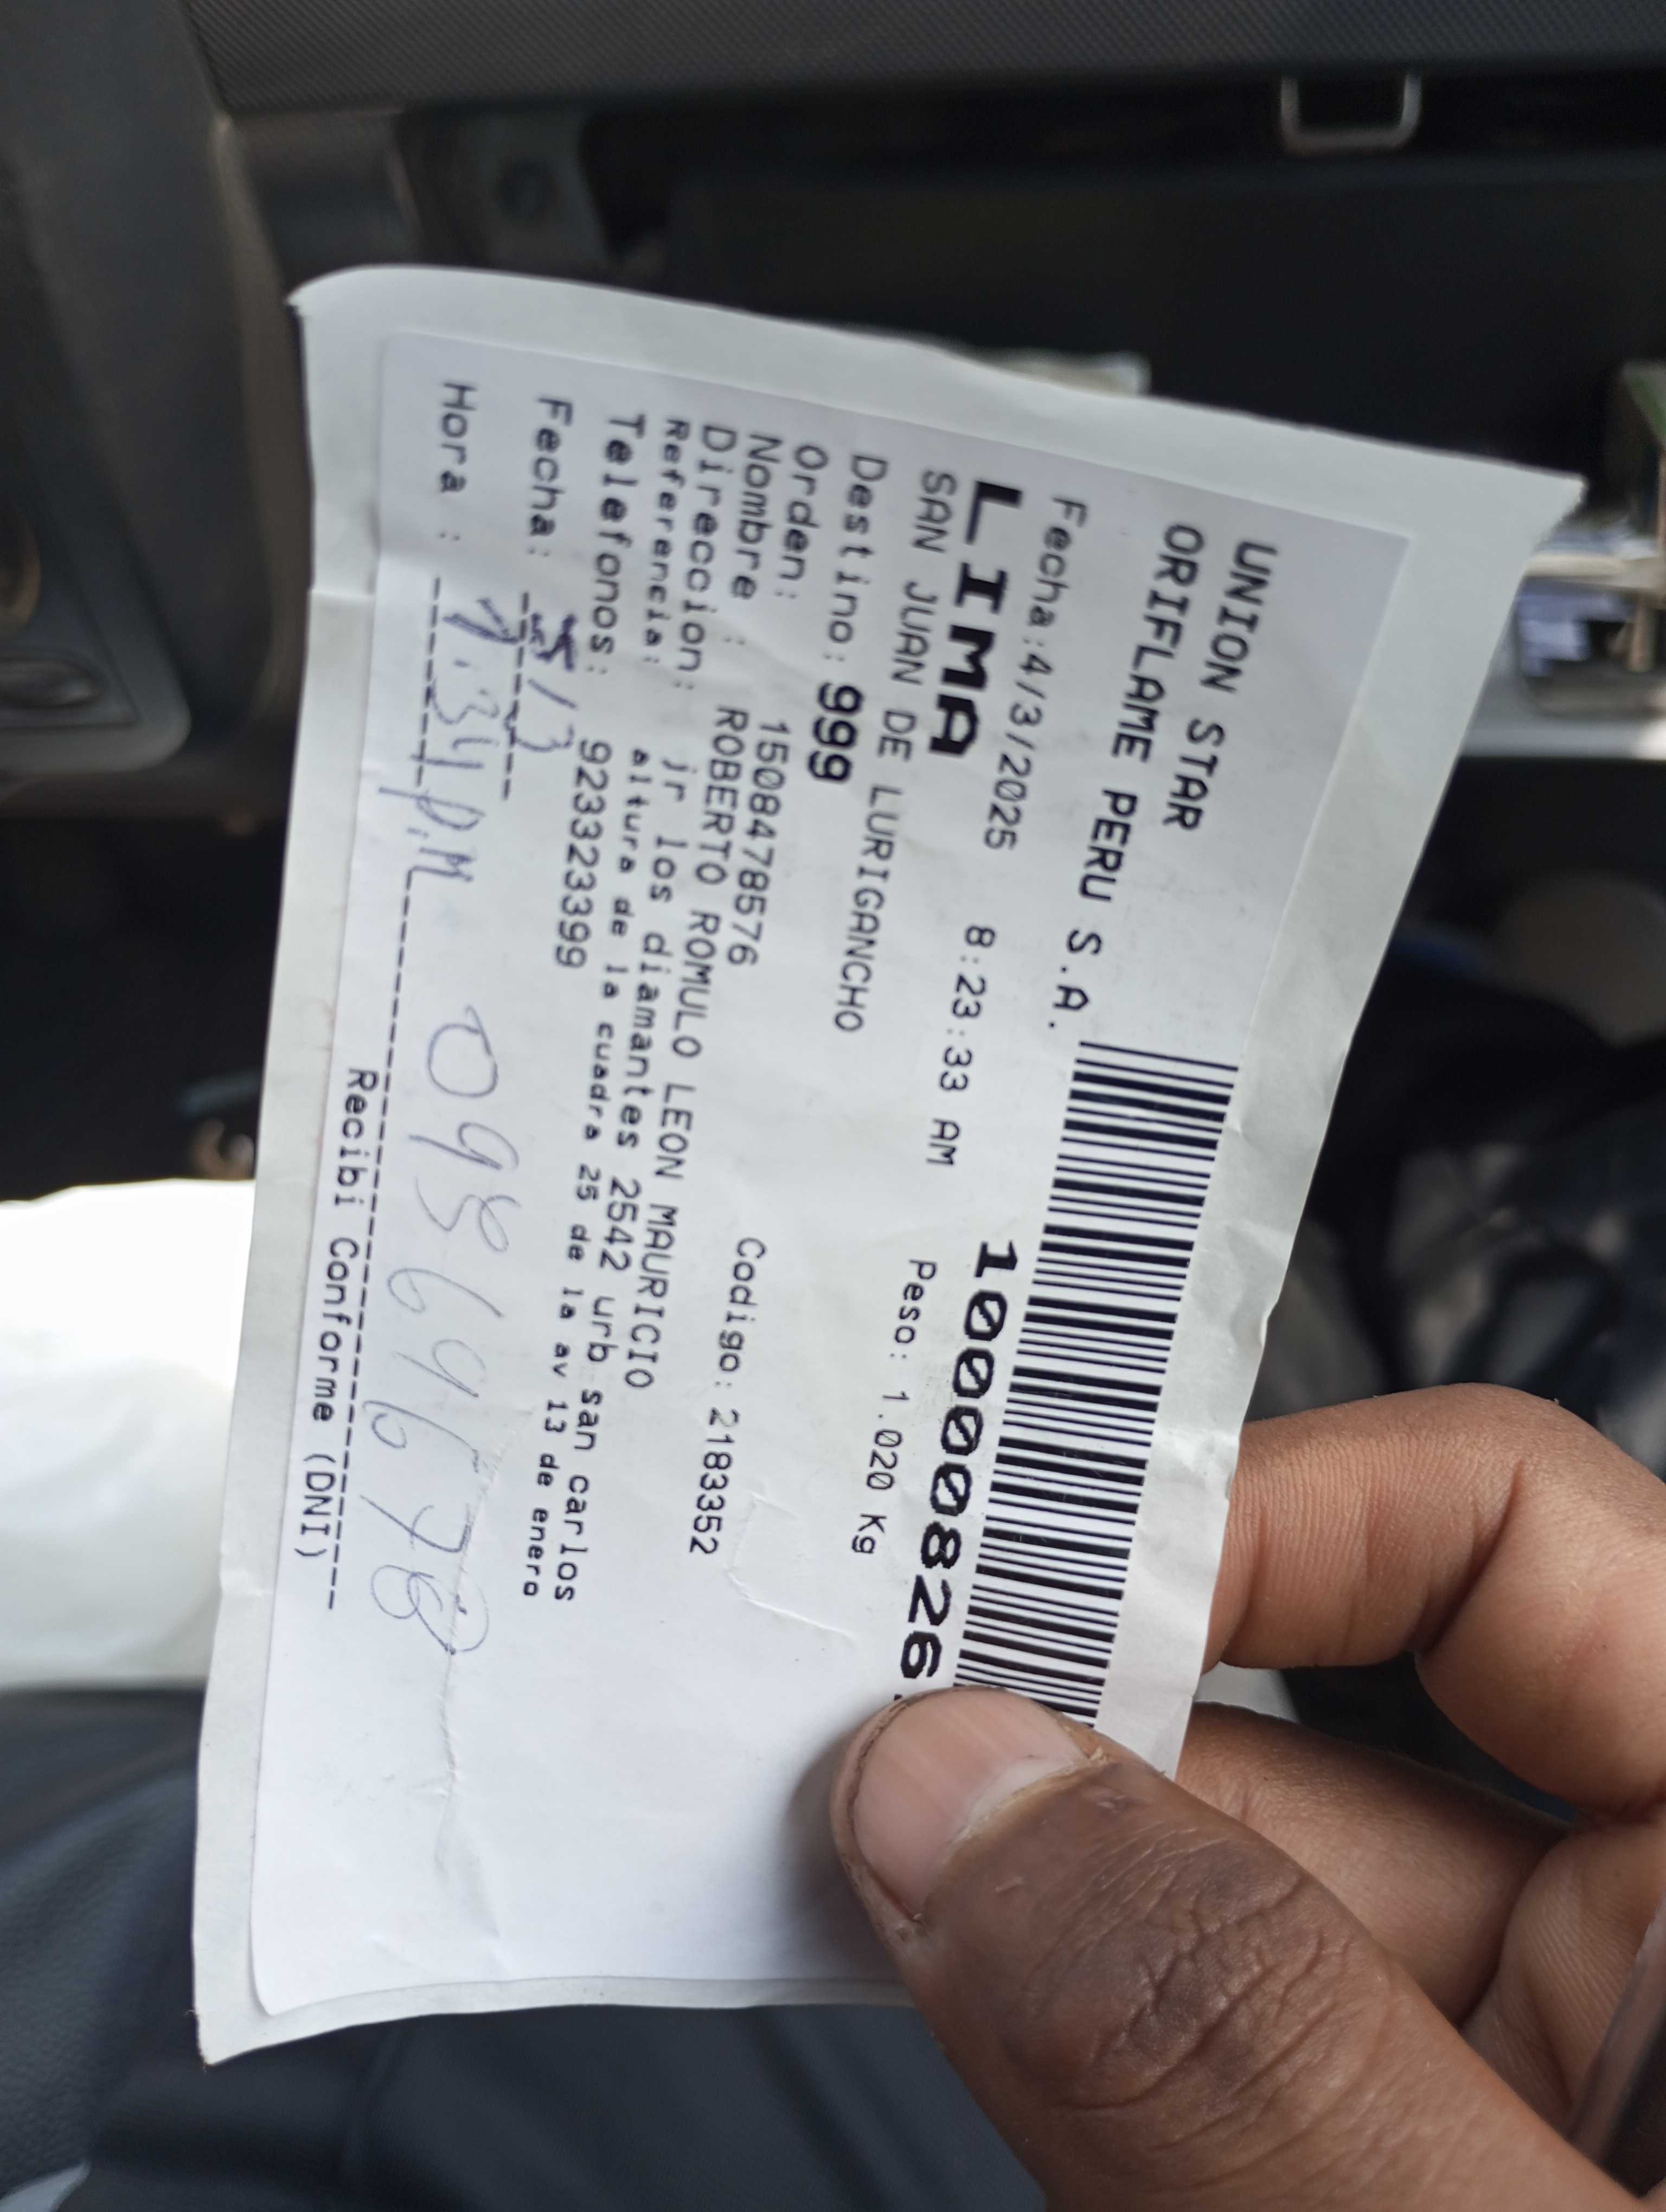 UNION STAR
ORIFLAME PERU S.A.
Fecha:4/3/2025 8:23:33 AM
LIMA 10000826
SAN JUAN DE LURIGANCHO Peso: 1.020 Kg
Destino: 999
Orden: 1508478576 Codigo: 2183352
Nombre : ROBERTO ROMULO LEON MAURICIO
Direccion: jr los diamantes 2542 urb san carlos
Referencia: altura de la cuadra 25 de la av 13 de enero
Telefonos: 923323399
Fecha: /3
Hora : P.M
Recibi Conforme (DNI)